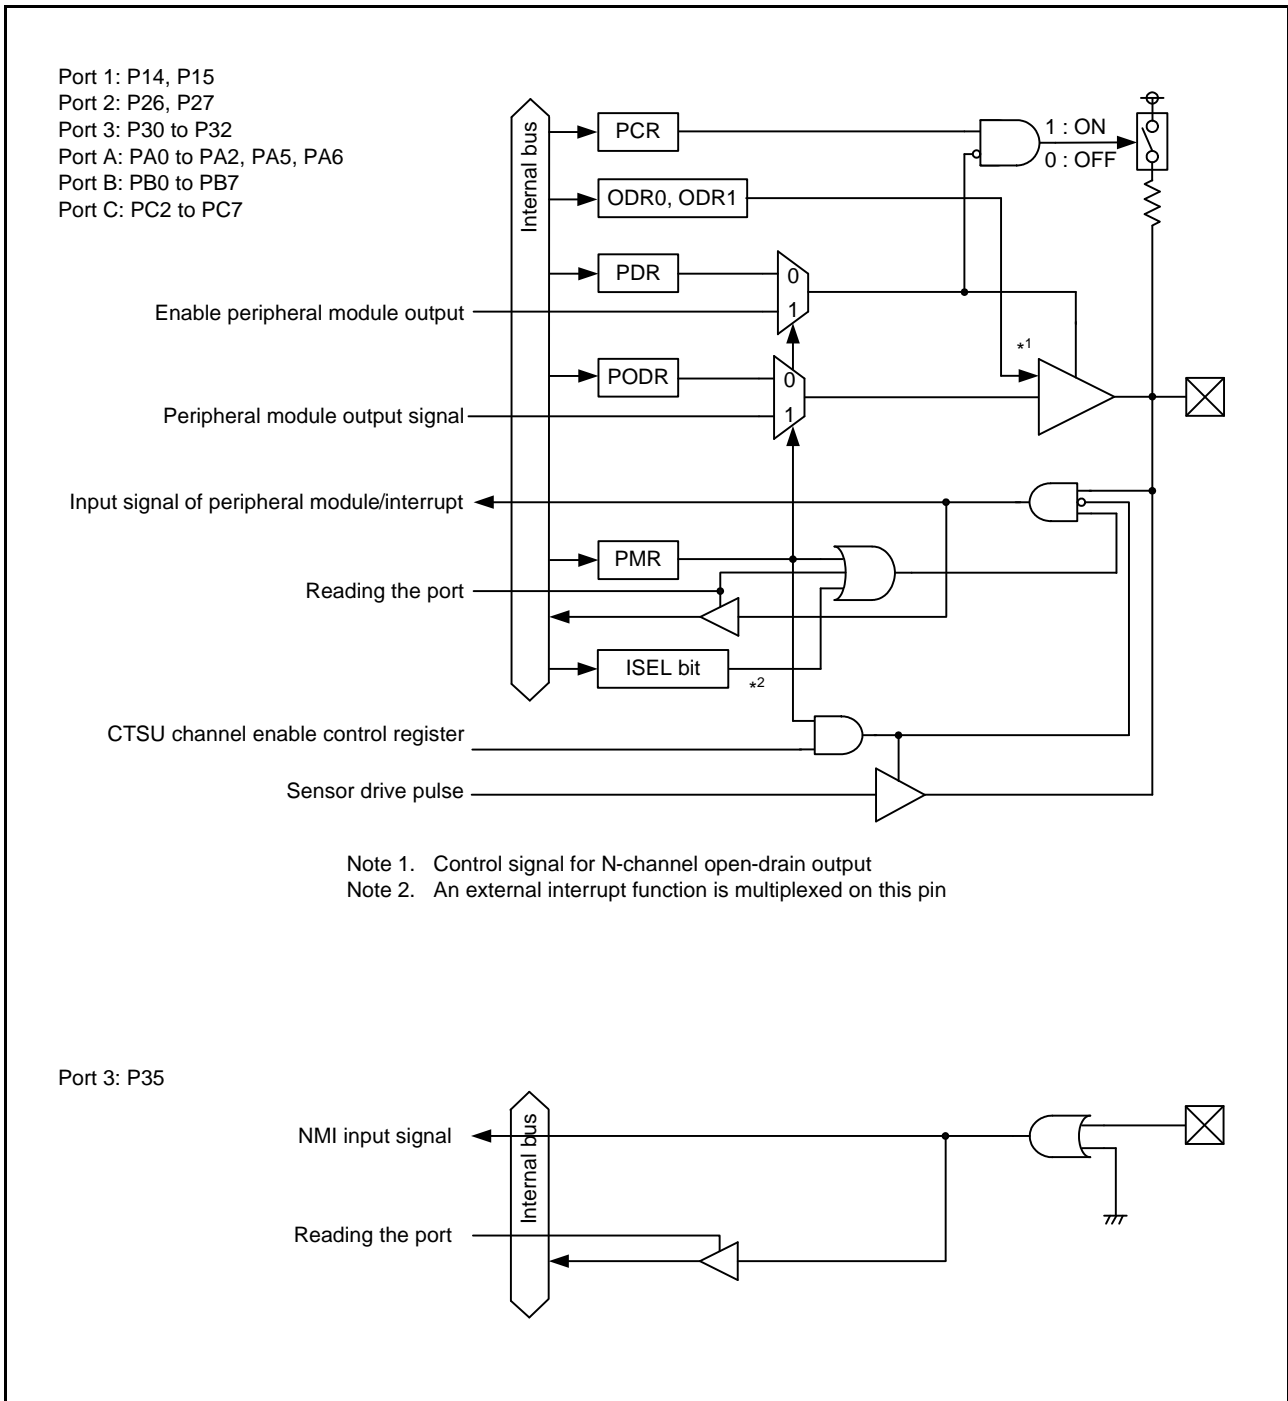 Port 1: P14, P15
Port 2: P26, P27
Port 3: P30 to P32
Port A: PA0 to PA2, PA5, PA6
Port B: PB0 to PB7
Port C: PC2 to PC7
Internal bus
PCR
1 : ON
0 : OFF
ODR0, ODR1
PDR
0
1
Enable peripheral module output
*1
PODR
0
1
Peripheral module output signal
Input signal of peripheral module/interrupt
PMR
Reading the port
ISEL bit
*2
CTSU channel enable control register
Sensor drive pulse
Note 1. Control signal for N-channel open-drain output
Note 2. An external interrupt function is multiplexed on this pin
Port 3: P35
Internal bus
NMI input signal
Reading the port